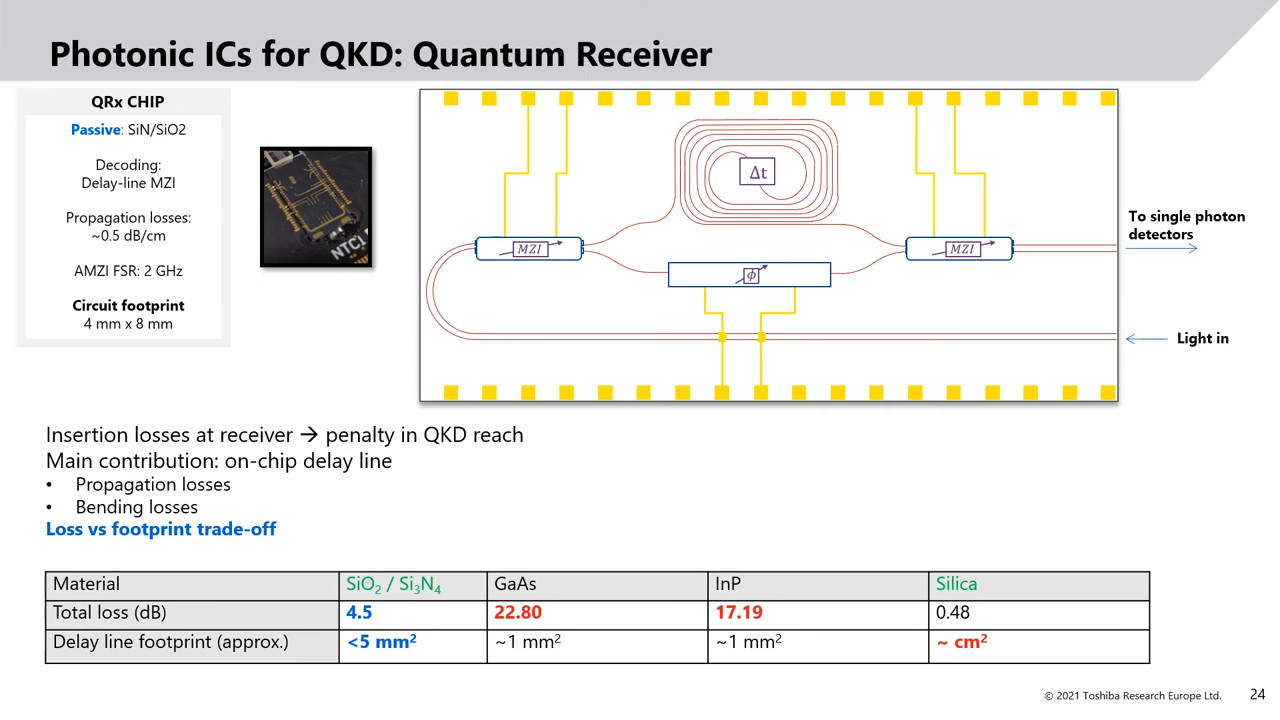 Photonic ICs for QKD: Quantum Receiver
QRx CHIP
Passive: SiN/SiO2
Decoding:
Delay-line MZI
Propagation losses:
~0.5 dB/cm
AMZI FSR: 2 GHz
Circuit footprint
4 mm x 8 mm
Δt
MZI
MZI
ϕ
To single photon
detectors
Light in
Insertion losses at receiver → penalty in QKD reach
Main contribution: on-chip delay line
• Propagation losses
• Bending losses
Loss vs footprint trade-off
Material SiO₂ / Si₃N₄ GaAs InP Silica
Total loss (dB) 4.5 22.80 17.19 0.48
Delay line footprint (approx.) <5 mm² ~1 mm² ~1 mm² ~ cm²
© 2021 Toshiba Research Europe Ltd. 24